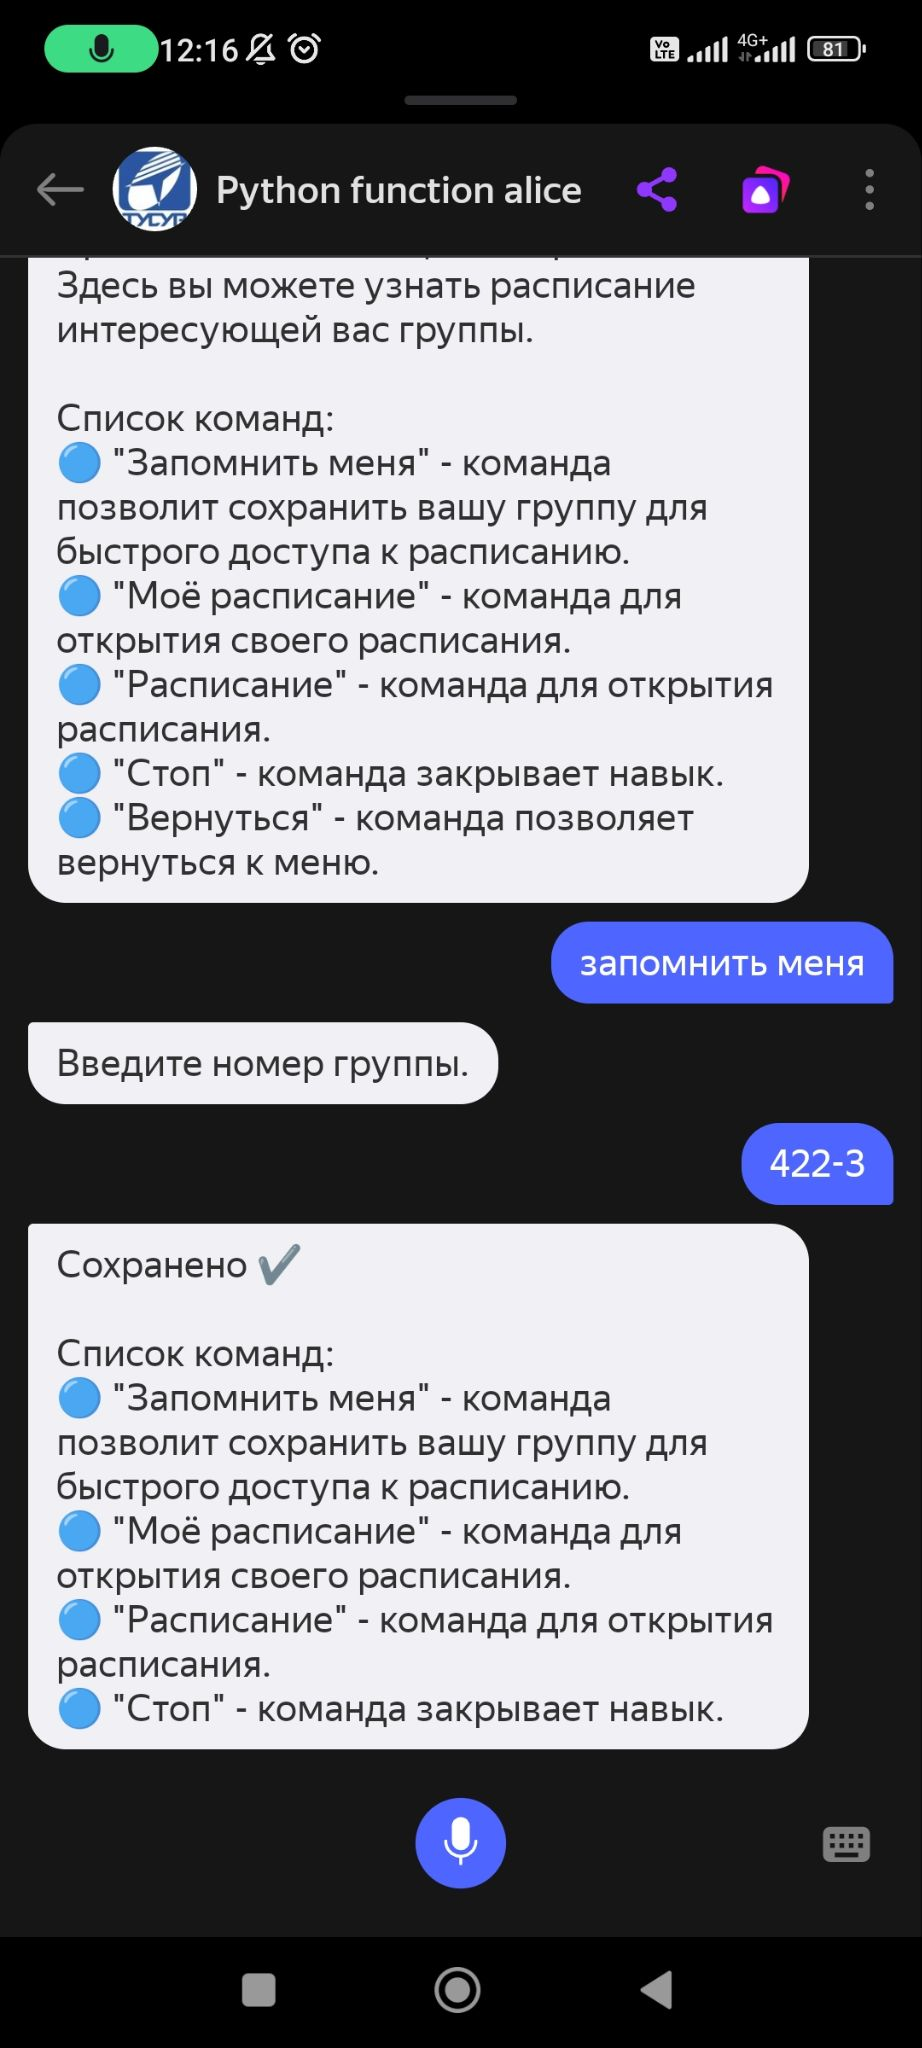 12:16
Vo LTE
4G+
81
ТУСУР
Python function alice
Здесь вы можете узнать расписание
интересующей вас группы.
Список команд:
🔵 "Запомнить меня" - команда
позволит сохранить вашу группу для
быстрого доступа к расписанию.
🔵 "Моё расписание" - команда для
открытия своего расписания.
🔵 "Расписание" - команда для открытия
расписания.
🔵 "Стоп" - команда закрывает навык.
🔵 "Вернуться" - команда позволяет
вернуться к меню.
запомнить меня
Введите номер группы.
422-3
Сохранено ✔️
Список команд:
🔵 "Запомнить меня" - команда
позволит сохранить вашу группу для
быстрого доступа к расписанию.
🔵 "Моё расписание" - команда для
открытия своего расписания.
🔵 "Расписание" - команда для открытия
расписания.
🔵 "Стоп" - команда закрывает навык.